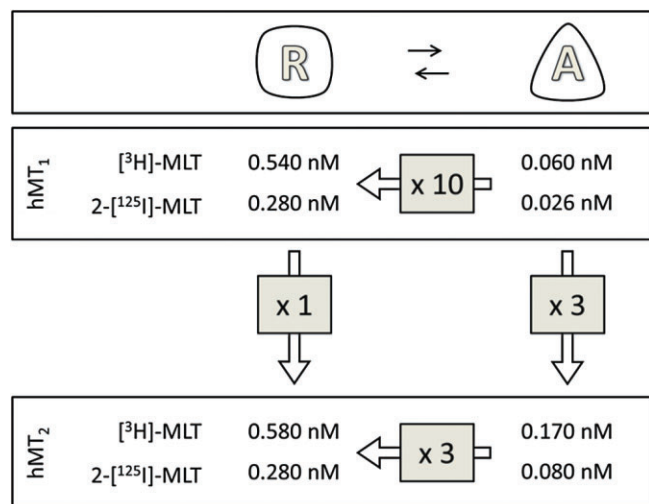 R A
hMT₁
[³H]-MLT 0.540 nM 0.060 nM
x 10
2-[¹²⁵I]-MLT 0.280 nM 0.026 nM
x 1 x 3
hMT₂
[³H]-MLT 0.580 nM 0.170 nM
x 3
2-[¹²⁵I]-MLT 0.280 nM 0.080 nM